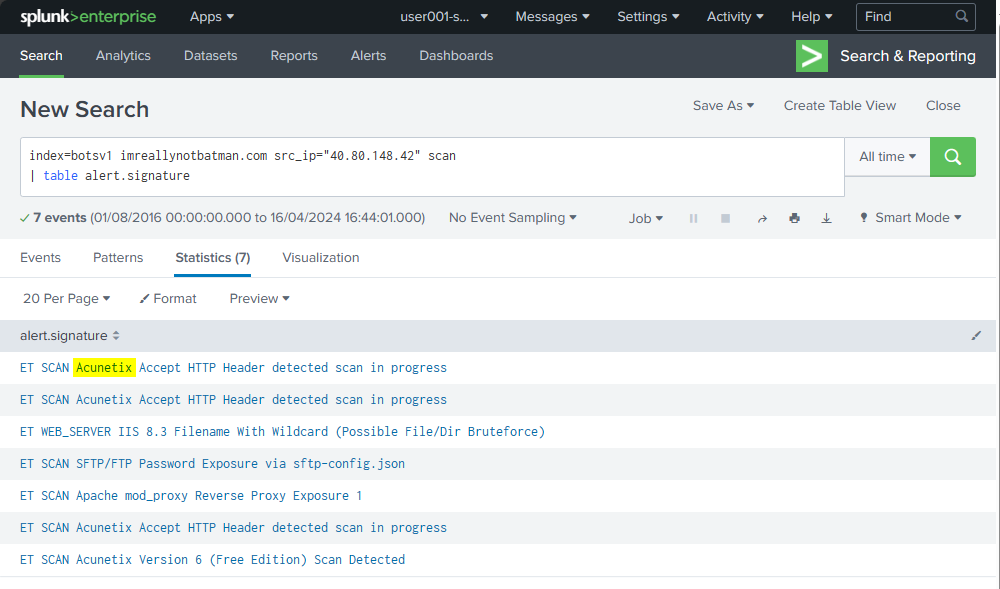 splunk>enterprise Apps user001-s... Messages Settings Activity Help Find
Search Analytics Datasets Reports Alerts Dashboards Search & Reporting
New Search Save As Create Table View Close
index=botsv1 imreallynotbatman.com src_ip="40.80.148.42" scan All time
| table alert.signature
7 events (01/08/2016 00:00:00.000 to 16/04/2024 16:44:01.000) No Event Sampling Job Smart Mode
Events Patterns Statistics (7) Visualization
20 Per Page Format Preview
alert.signature
ET SCAN Acunetix Accept HTTP Header detected scan in progress
ET SCAN Acunetix Accept HTTP Header detected scan in progress
ET WEB_SERVER IIS 8.3 Filename With Wildcard (Possible File/Dir Bruteforce)
ET SCAN SFTP/FTP Password Exposure via sftp-config.json
ET SCAN Apache mod_proxy Reverse Proxy Exposure 1
ET SCAN Acunetix Accept HTTP Header detected scan in progress
ET SCAN Acunetix Version 6 (Free Edition) Scan Detected